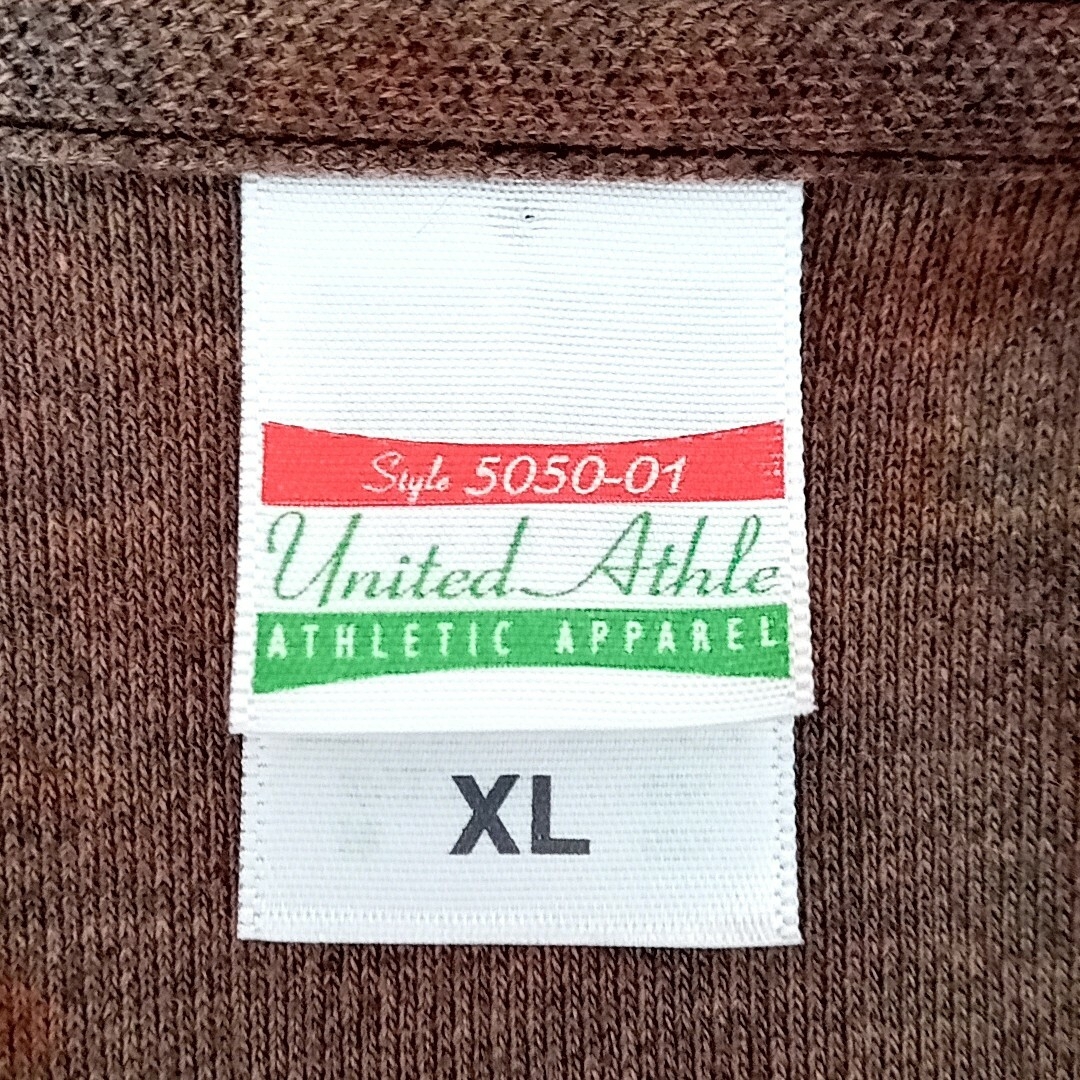 Style 5050-01
United Athle
ATHLETIC APPAREL
XL